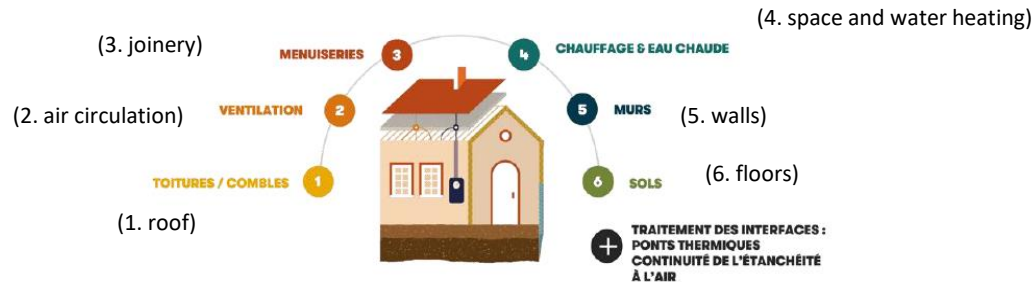 (4. space and water heating)
(3. joinery)
MENUISERIES 3
4 CHAUFFAGE & EAU CHAUDE
(2. air circulation)
VENTILATION 2
5 MURS
(5. walls)
TOITURES / COMBLES 1
6 SOLS
(6. floors)
(1. roof)
+ TRAITEMENT DES INTERFACES :
PONTS THERMIQUES
CONTINUITÉ DE L'ÉTANCHÉITÉ
À L'AIR